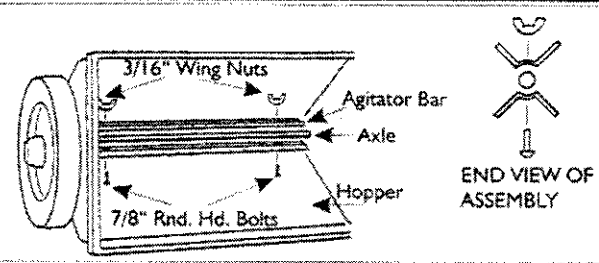 3/16" Wing Nuts
Agitator Bar
Axle
Hopper
7/8" Rnd. Hd. Bolts
END VIEW OF
ASSEMBLY